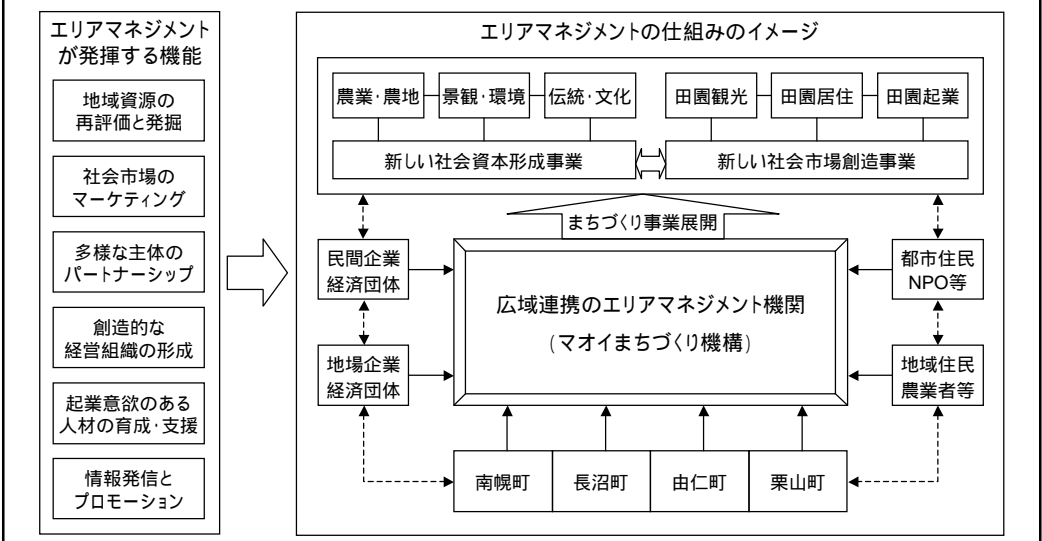 エリアマネジメント
が発揮する機能
地域資源の
再評価と発掘
社会市場の
マーケティング
多様な主体の
パートナーシップ
創造的な
経営組織の形成
起業意欲のある
人材の育成・支援
情報発信と
プロモーション
エリアマネジメントの仕組みのイメージ
農業・農地
景観・環境
伝統・文化
田園観光
田園居住
田園起業
新しい社会資本形成事業
新しい社会市場創造事業
まちづくり事業展開
民間企業
経済団体
都市住民
NPO等
広域連携のエリアマネジメント機関
(マオイまちづくり機構)
地場企業
経済団体
地域住民
農業者等
南幌町
長沼町
由仁町
栗山町